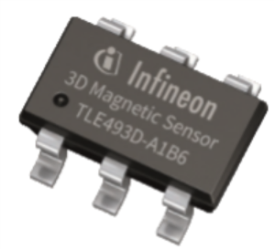 Infineon
3D Magnetic Sensor
TLE493D-A1B6